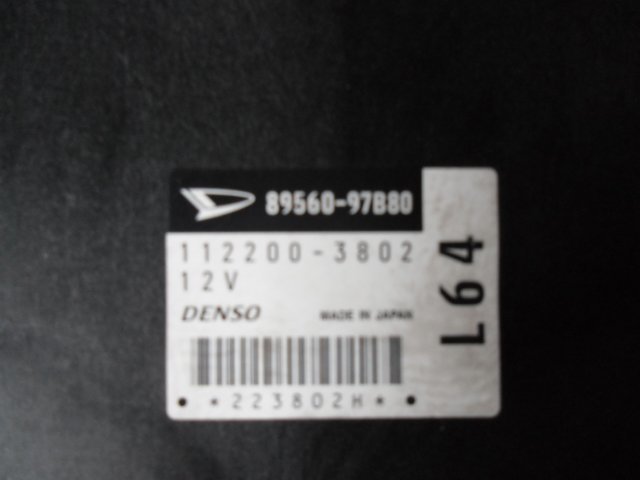 89560-97B80
112200-3802
12V
DENSO MADE IN JAPAN
*223802H*
L64